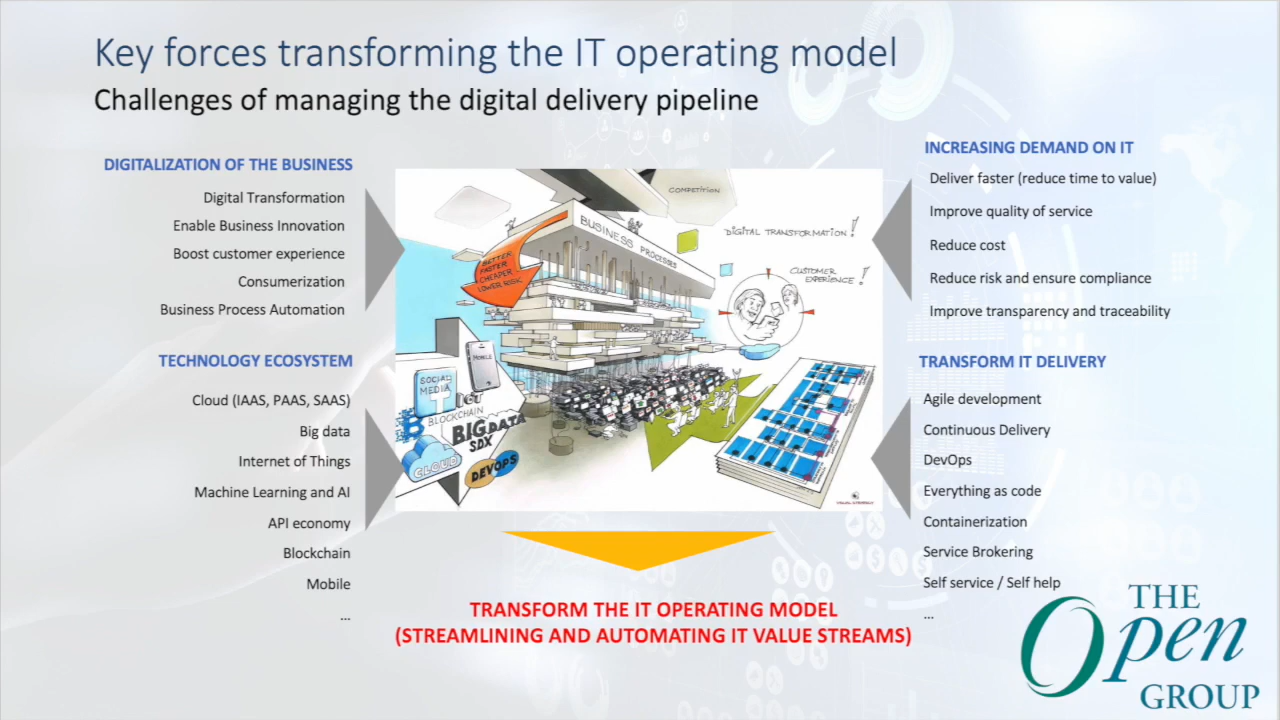 Key forces transforming the IT operating model
Challenges of managing the digital delivery pipeline
DIGITALIZATION OF THE BUSINESS
Digital Transformation
Enable Business Innovation
Boost customer experience
Consumerization
Business Process Automation
TECHNOLOGY ECOSYSTEM
Cloud (IAAS, PAAS, SAAS)
Big data
Internet of Things
Machine Learning and AI
API economy
Blockchain
Mobile
...
COMPETITION
BUSINESS PROCESSES
DIGITAL TRANSFORMATION!
BETTER
FASTER
CHEAPER
LOWER RISK
CUSTOMER
EXPERIENCE!
MOBILE
SOCIAL
MEDIA
IOT
BLOCKCHAIN
BIG DATA
SDX
CLOUD
DEVOPS
INCREASING DEMAND ON IT
Deliver faster (reduce time to value)
Improve quality of service
Reduce cost
Reduce risk and ensure compliance
Improve transparency and traceability
TRANSFORM IT DELIVERY
Agile development
Continuous Delivery
DevOps
Everything as code
Containerization
Service Brokering
Self service / Self help
...
TRANSFORM THE IT OPERATING MODEL
(STREAMLINING AND AUTOMATING IT VALUE STREAMS)
THE
Open
GROUP